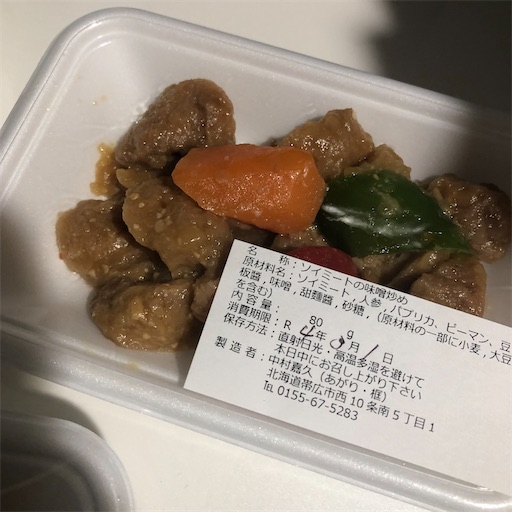 名　称：ソイミートの味噌炒め
原材料名：ソイミート，人参，パプリカ、ピーマン、豆
板醤，味噌，甜麺醤，砂糖，（原材料の一部に小麦，大豆
を含む）
内 容 量：　80　g
消費期限：R 4年 9月 1日
保存方法：直射日光・高温多湿を避けて
本日中にお召し上がり下さい
製 造 者：中村嘉久（あがり・框）
北海道帯広市西 10 条南 5 丁目 1
℡ 0155-67-5283